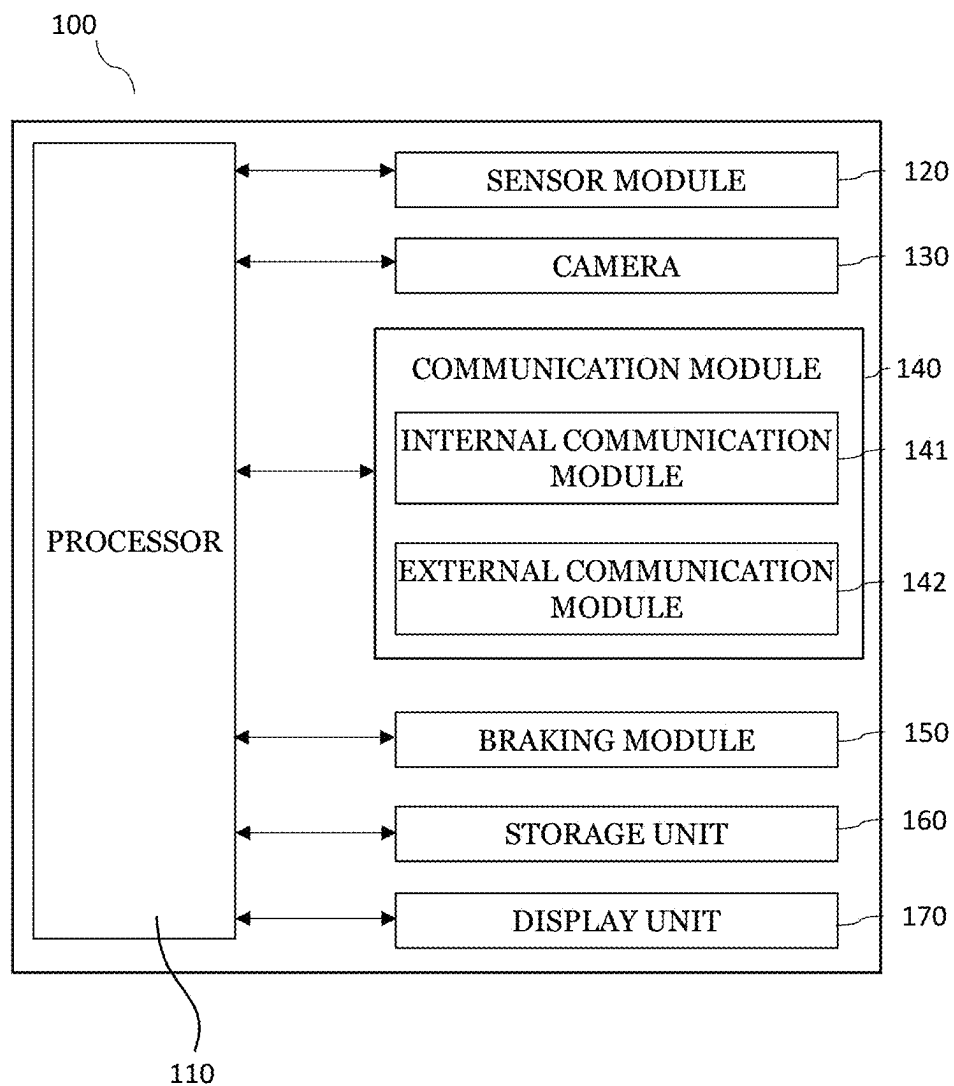 100
SENSOR MODULE
120
CAMERA
130
COMMUNICATION MODULE
140
INTERNAL COMMUNICATION
MODULE
141
PROCESSOR
EXTERNAL COMMUNICATION
MODULE
142
BRAKING MODULE
150
STORAGE UNIT
160
DISPLAY UNIT
170
110